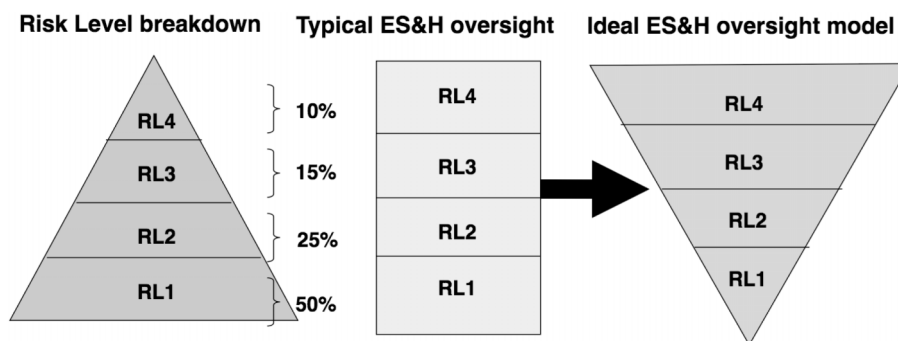 Risk Level breakdown
Typical ES&H oversight
Ideal ES&H oversight model
RL4
RL3
RL2
RL1
10%
15%
25%
50%
RL4
RL3
RL2
RL1
RL4
RL3
RL2
RL1